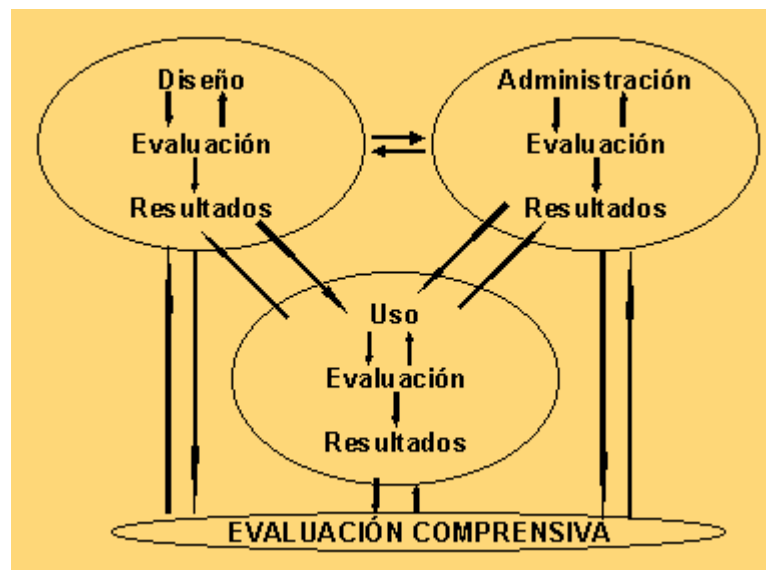 Diseño
Evaluación
Resultados
Administración
Evaluación
Resultados
Uso
Evaluación
Resultados
EVALUACIÓN COMPRENSIVA